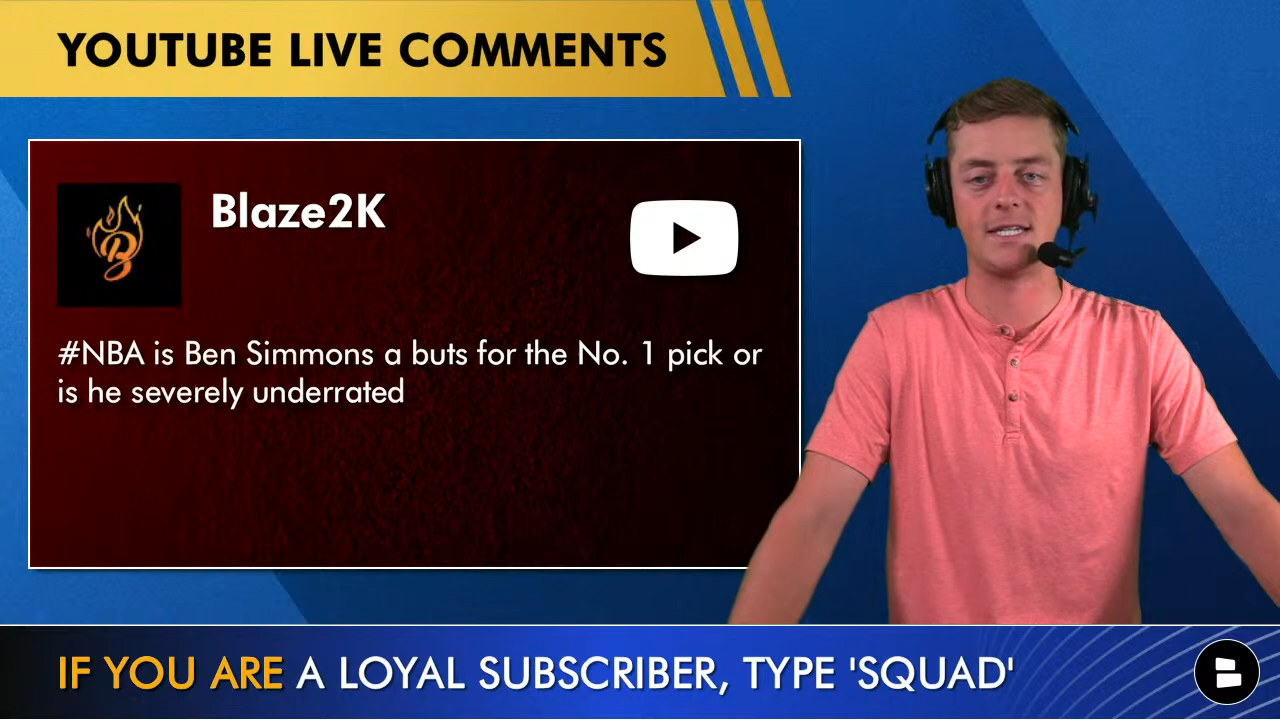 YOUTUBE LIVE COMMENTS
Blaze2K
#NBA is Ben Simmons a buts for the No. 1 pick or
is he severely underrated
IF YOU ARE A LOYAL SUBSCRIBER, TYPE 'SQUAD'